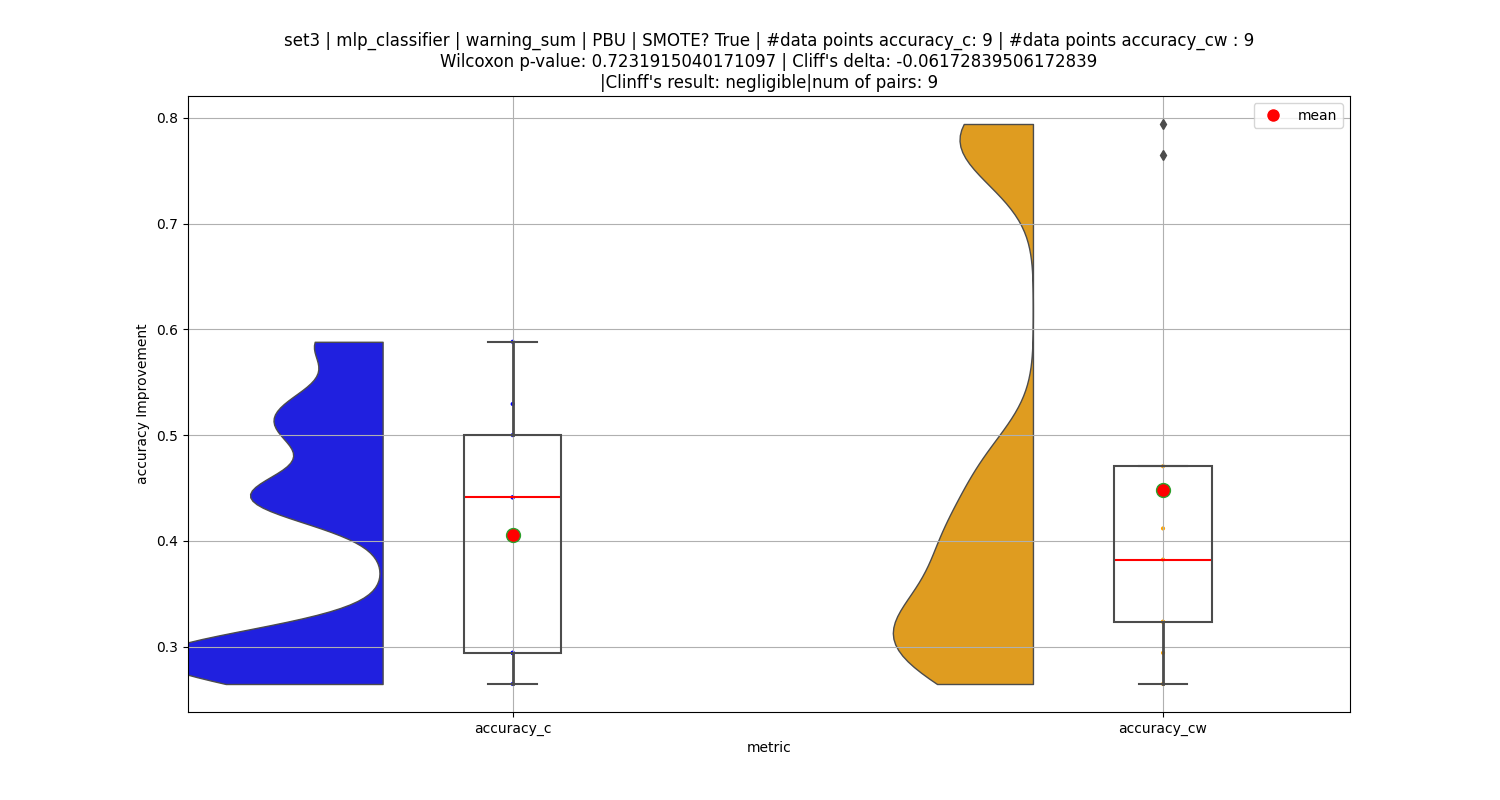 set3 | mlp_classifier | warning_sum | PBU | SMOTE? True | #data points accuracy_c: 9 | #data points accuracy_cw : 9
Wilcoxon p-value: 0.7231915040171097 | Cliff's delta: -0.06172839506172839
|Clinff's result: negligible|num of pairs: 9
mean
0.8
0.7
0.6
0.5
0.4
0.3
accuracy Improvement
accuracy_c
accuracy_cw
metric